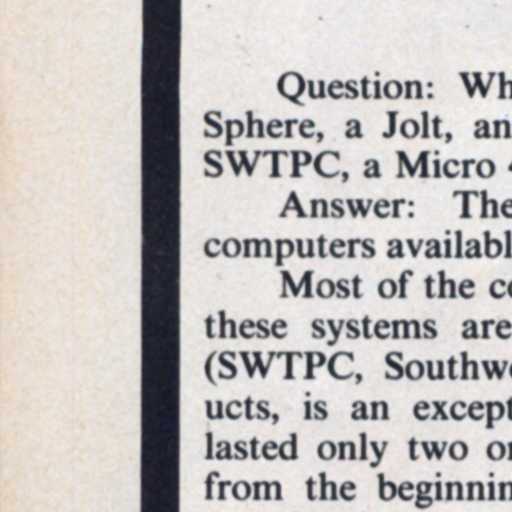 Question: Wh
Sphere, a Jolt, an
SWTPC, a Micro
Answer: The
computers availabl
Most of the c
these systems are
(SWTPC, Southw
ucts, is an except
lasted only two o
from the beginnin